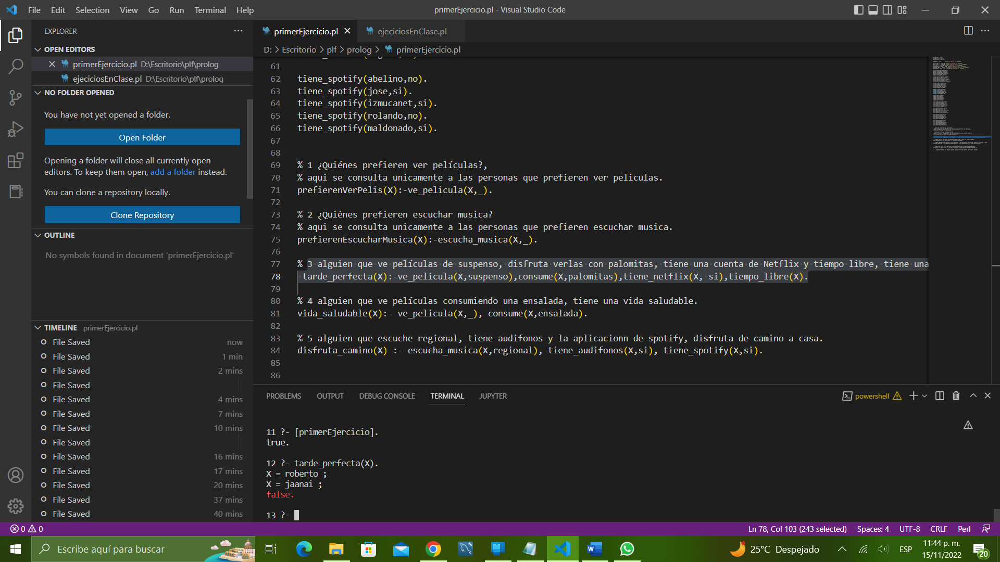 File Edit Selection View Go Run Terminal Help
primerEjercicio.pl - Visual Studio Code
EXPLORER
OPEN EDITORS
primerEjercicio.pl D:\Escritorio\plf\prolog
ejeciciosEnClase.pl D:\Escritorio\plf\prolog
NO FOLDER OPENED
You have not yet opened a folder.
Open Folder
Opening a folder will close all currently open
editors. To keep them open, add a folder instead.
You can clone a repository locally.
Clone Repository
OUTLINE
No symbols found in document 'primerEjercicio.pl'
TIMELINE primerEjercicio.pl
File Saved now
File Saved 1 min
File Saved 2 mins
File Saved
File Saved 4 mins
File Saved 7 mins
File Saved 10 mins
File Saved
File Saved 16 mins
File Saved 17 mins
File Saved 20 mins
File Saved 37 mins
File Saved 40 mins
primerEjercicio.pl
ejeciciosEnClase.pl
D: > Escritorio > plf > prolog > primerEjercicio.pl
61
62 tiene_spotify(abelino,no).
63 tiene_spotify(jose,si).
64 tiene_spotify(izmucanet,si).
65 tiene_spotify(rolando,no).
66 tiene_spotify(maldonado,si).
67
68
69 % 1 ¿Quiénes prefieren ver películas?,
70 % aqui se consulta unicamente a las personas que prefieren ver peliculas.
71 prefierenVerPelis(X):-ve_pelicula(X,_).
72
73 % 2 ¿Quiénes prefieren escuchar musica?
74 % aqui se consulta unicamente a las personas que prefieren escuchar musica.
75 prefierenEscucharMusica(X):-escucha_musica(X,_).
76
77 % 3 alguien que ve películas de suspenso, disfruta verlas con palomitas, tiene una cuenta de Netflix y tiempo libre, tiene una
78 tarde_perfecta(X):-ve_pelicula(X,suspenso),consume(X,palomitas),tiene_netflix(X, si),tiempo_libre(X).
79
80 % 4 alguien que ve películas consumiendo una ensalada, tiene una vida saludable.
81 vida_saludable(X):- ve_pelicula(X,_), consume(X,ensalada).
82
83 % 5 alguien que escuche regional, tiene audifonos y la aplicacionn de spotify, disfruta de camino a casa.
84 disfruta_camino(X) :- escucha_musica(X,regional), tiene_audifonos(X,si), tiene_spotify(X,si).
85
86
PROBLEMS OUTPUT DEBUG CONSOLE TERMINAL JUPYTER
powershell
11 ?- [primerEjercicio].
true.
12 ?- tarde_perfecta(X).
X = roberto ;
X = jaanai ;
false.
13 ?-
0 0
Ln 78, Col 103 (243 selected) Spaces: 4 UTF-8 CRLF Perl
Escribe aquí para buscar
25°C Despejado
ESP
11:44 p. m.
15/11/2022
20